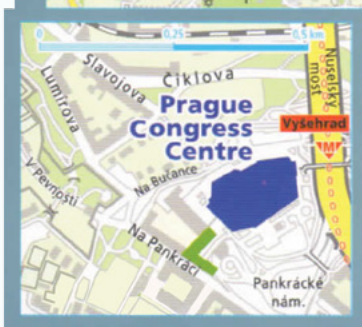 0 0,25 0,5 km
Slavojova
Čiklova
Lumírova
Nuselský
most
Prague
Congress
Centre
Vyšehrad
M
V Pevnosti
Na Bučance
Na Pankráci
Pankrácké
nám.